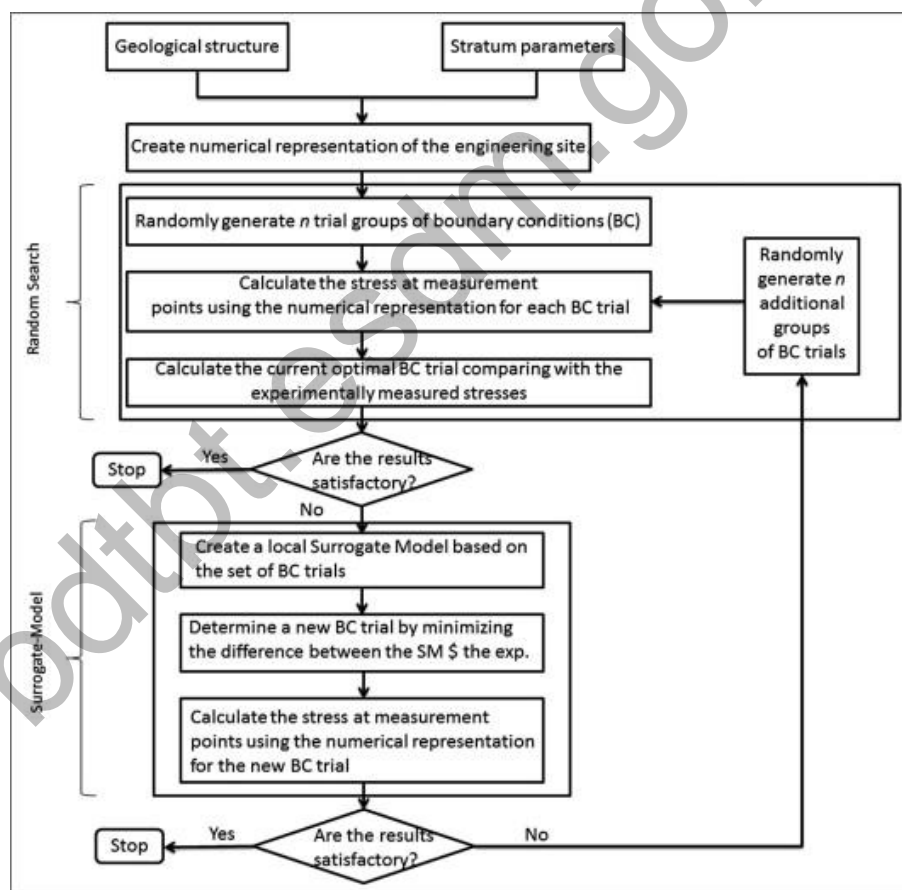 Geological structure
Stratum parameters
Create numerical representation of the engineering site
Random Search
Randomly generate n trial groups of boundary conditions (BC)
Calculate the stress at measurement
points using the numerical representation for each BC trial
Calculate the current optimal BC trial comparing with the
experimentally measured stresses
Randomly
generate n
additional
groups
of BC trials
Are the results
satisfactory?
Yes
Stop
No
Surrogate-Model
Create a local Surrogate Model based on
the set of BC trials
Determine a new BC trial by minimizing
the difference between the SM $ the exp.
Calculate the stress at measurement
points using the numerical representation
for the new BC trial
Are the results
satisfactory?
Yes
Stop
No
pdtbt.esdm.go